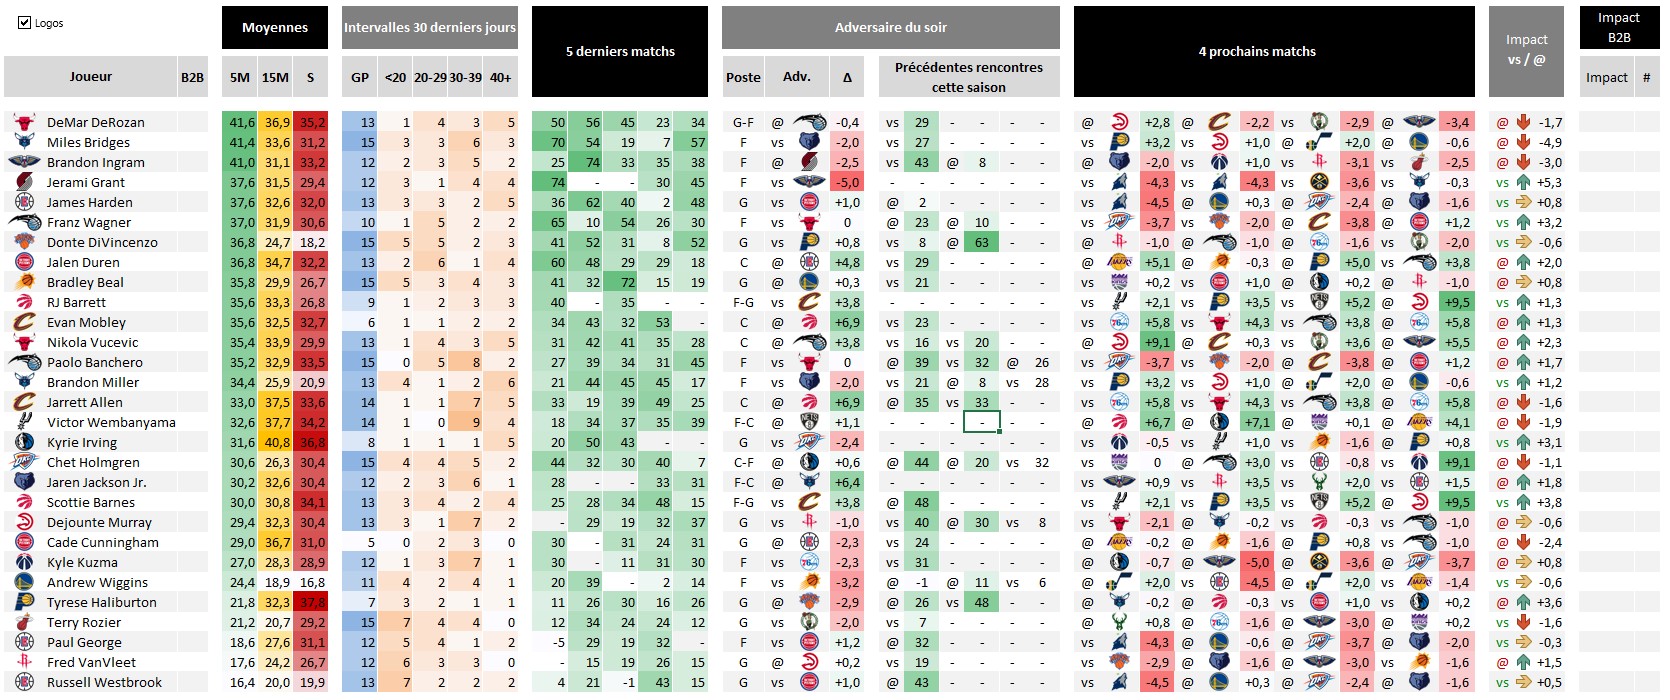 Logos
Moyennes Intervalles 30 derniers jours 5 derniers matchs Adversaire du soir 4 prochains matchs Impact vs / @ Impact B2B
Joueur B2B 5M 15M S GP <20 20-29 30-39 40+ Poste Adv. Δ Précédentes rencontres cette saison Impact #
DeMar DeRozan 41,6 36,9 35,2 13 1 4 3 5 50 56 45 23 34 G-F @ -0,4 vs 29 - - - - @ +2,8 @ -2,2 vs -2,9 @ -3,4 @ -1,7
Miles Bridges 41,4 33,6 31,2 15 3 3 6 3 70 54 19 7 57 F vs -2,0 vs 27 - - - - vs +3,2 vs +1,0 @ +2,0 @ -0,6 @ -4,9
Brandon Ingram 41,0 31,1 33,2 12 2 3 5 2 25 74 33 35 38 F @ -2,5 vs 43 @ 8 - - @ -2,0 @ +1,0 vs -3,1 vs -2,5 @ -3,0
Jerami Grant 37,6 31,5 29,4 12 3 1 4 4 74 - - 30 45 F vs -5,0 - - - - - - vs -4,3 vs -4,3 vs -3,6 vs -0,3 vs +5,3
James Harden 37,6 32,6 32,0 13 3 3 2 5 36 62 40 2 48 G vs +1,0 @ 2 - - - - vs -4,5 @ +0,3 @ -2,4 @ -1,6 vs +0,8
Franz Wagner 37,0 31,9 30,6 10 1 5 2 2 65 10 54 26 30 F vs 0 @ 23 @ 10 - - vs -3,7 vs -2,0 vs -3,8 @ +1,2 vs +3,2
Donte DiVincenzo 36,8 24,7 18,2 15 5 5 2 3 41 52 31 8 52 G vs +0,8 vs 8 @ 63 - - @ -1,0 @ -1,0 @ -1,6 vs -2,0 vs -0,6
Jalen Duren 36,8 34,7 32,2 13 2 6 1 4 60 48 29 29 18 C @ +4,8 vs 29 - - - - @ +5,1 @ -0,3 @ +5,0 vs +3,8 @ +2,0
Bradley Beal 35,8 29,9 26,7 15 5 3 4 3 41 32 72 15 19 G @ +0,3 vs 21 - - - - vs +0,2 vs +1,0 @ +0,2 @ -1,0 @ +0,8
RJ Barrett 35,6 33,3 26,8 9 1 2 3 3 40 - 35 - - F-G vs +3,8 - - - - - - vs +2,1 vs +3,5 vs +5,2 @ +9,5 vs +1,3
Evan Mobley 35,6 32,5 32,7 6 1 1 2 2 34 43 32 53 - C @ +6,9 vs 23 - - - - vs +5,8 vs +4,3 vs +3,8 @ +5,8 @ +1,3
Nikola Vucevic 35,4 33,9 29,9 13 1 4 3 5 31 42 41 35 28 C @ +3,8 vs 16 vs 20 - - @ +9,1 @ +0,3 vs +3,6 @ +5,5 @ +2,3
Paolo Banchero 35,2 32,9 33,5 15 0 5 8 2 27 39 34 31 45 F vs 0 @ 39 vs 32 @ 26 vs -3,7 vs -2,0 vs -3,8 @ +1,2 vs +1,7
Brandon Miller 34,4 25,9 20,9 13 4 1 2 6 21 44 45 45 17 F vs -2,0 vs 21 @ 8 vs 28 vs +3,2 vs +1,0 @ +2,0 @ -0,6 vs +1,2
Jarrett Allen 33,0 37,5 33,6 14 1 1 7 5 33 19 39 49 25 C @ +6,9 @ 35 vs 33 - - vs +5,8 vs +4,3 vs +3,8 @ +5,8 @ -1,6
Victor Wembanyama 32,6 37,7 34,2 14 1 0 9 4 18 34 37 35 39 F-C @ +1,1 - - - - - - @ +6,7 @ +7,1 @ +0,1 @ +4,1 @ -1,9
Kyrie Irving 31,6 40,8 36,8 8 1 1 1 5 20 50 43 - - G vs -2,4 - - - - - - vs -0,5 vs +1,0 vs -1,6 @ +0,8 vs +3,1
Chet Holmgren 30,6 26,3 30,4 15 4 4 5 2 44 32 30 40 7 C-F @ +0,6 @ 44 @ 20 vs 32 vs 0 @ +3,0 vs -0,8 vs +9,1 @ -1,1
Jaren Jackson Jr. 30,2 32,6 30,4 12 2 3 6 1 28 - - 33 31 F-C @ +6,4 - - - - - - vs +0,9 vs +3,5 vs +2,0 vs +1,5 @ +1,8
Scottie Barnes 30,0 30,8 34,1 13 3 4 2 4 25 28 34 48 15 F-G vs +3,8 @ 48 - - - - vs +2,1 vs +3,5 vs +5,2 @ +9,5 vs +3,8
Dejounte Murray 29,4 32,3 30,4 13 3 1 7 2 - 29 19 32 37 G vs -1,0 vs 40 @ 30 vs 8 vs -2,1 @ -0,2 vs -0,3 vs -1,0 vs -0,6
Cade Cunningham 29,0 36,7 31,0 5 0 2 3 0 30 - 31 24 31 G @ -2,3 vs 24 - - - - @ -0,2 @ -1,6 @ +0,8 vs -1,0 @ -2,4
Kyle Kuzma 27,0 28,3 28,9 12 1 3 7 1 30 - 11 31 30 F vs -2,3 vs 31 - - - - @ -0,7 vs -5,0 @ -3,6 vs -3,7 vs +0,8
Andrew Wiggins 24,4 18,9 16,8 11 4 2 4 1 20 39 - 2 14 F vs -3,2 @ -1 @ 11 vs 6 @ +2,0 vs -4,5 @ +2,0 vs -1,4 vs -0,6
Tyrese Haliburton 21,8 32,3 37,8 7 3 2 1 1 11 26 30 16 26 G @ -2,9 @ 26 vs 48 - - @ -0,2 @ -0,3 vs +1,0 vs +0,2 @ +3,6
Terry Rozier 21,2 20,7 29,2 15 7 4 4 0 12 34 24 24 12 G vs -2,0 vs 7 - - - - @ +0,8 vs -1,6 vs -3,0 @ +0,2 vs -1,6
Paul George 18,6 27,6 31,1 12 5 4 1 2 -5 29 19 32 - F vs +1,2 @ 32 - - - - vs -4,3 @ -0,6 @ -3,7 @ -2,0 vs -0,3
Fred VanVleet 17,6 24,2 26,7 12 6 3 3 0 - 15 19 26 15 G @ +0,2 vs 19 - - - - vs -2,9 @ -1,6 @ -3,0 vs -1,6 @ +1,5
Russell Westbrook 16,4 20,0 19,9 13 7 2 2 2 4 21 -1 43 15 G vs +1,0 @ 43 - - - - vs -4,5 @ +0,3 @ -2,4 @ -1,6 vs +0,5